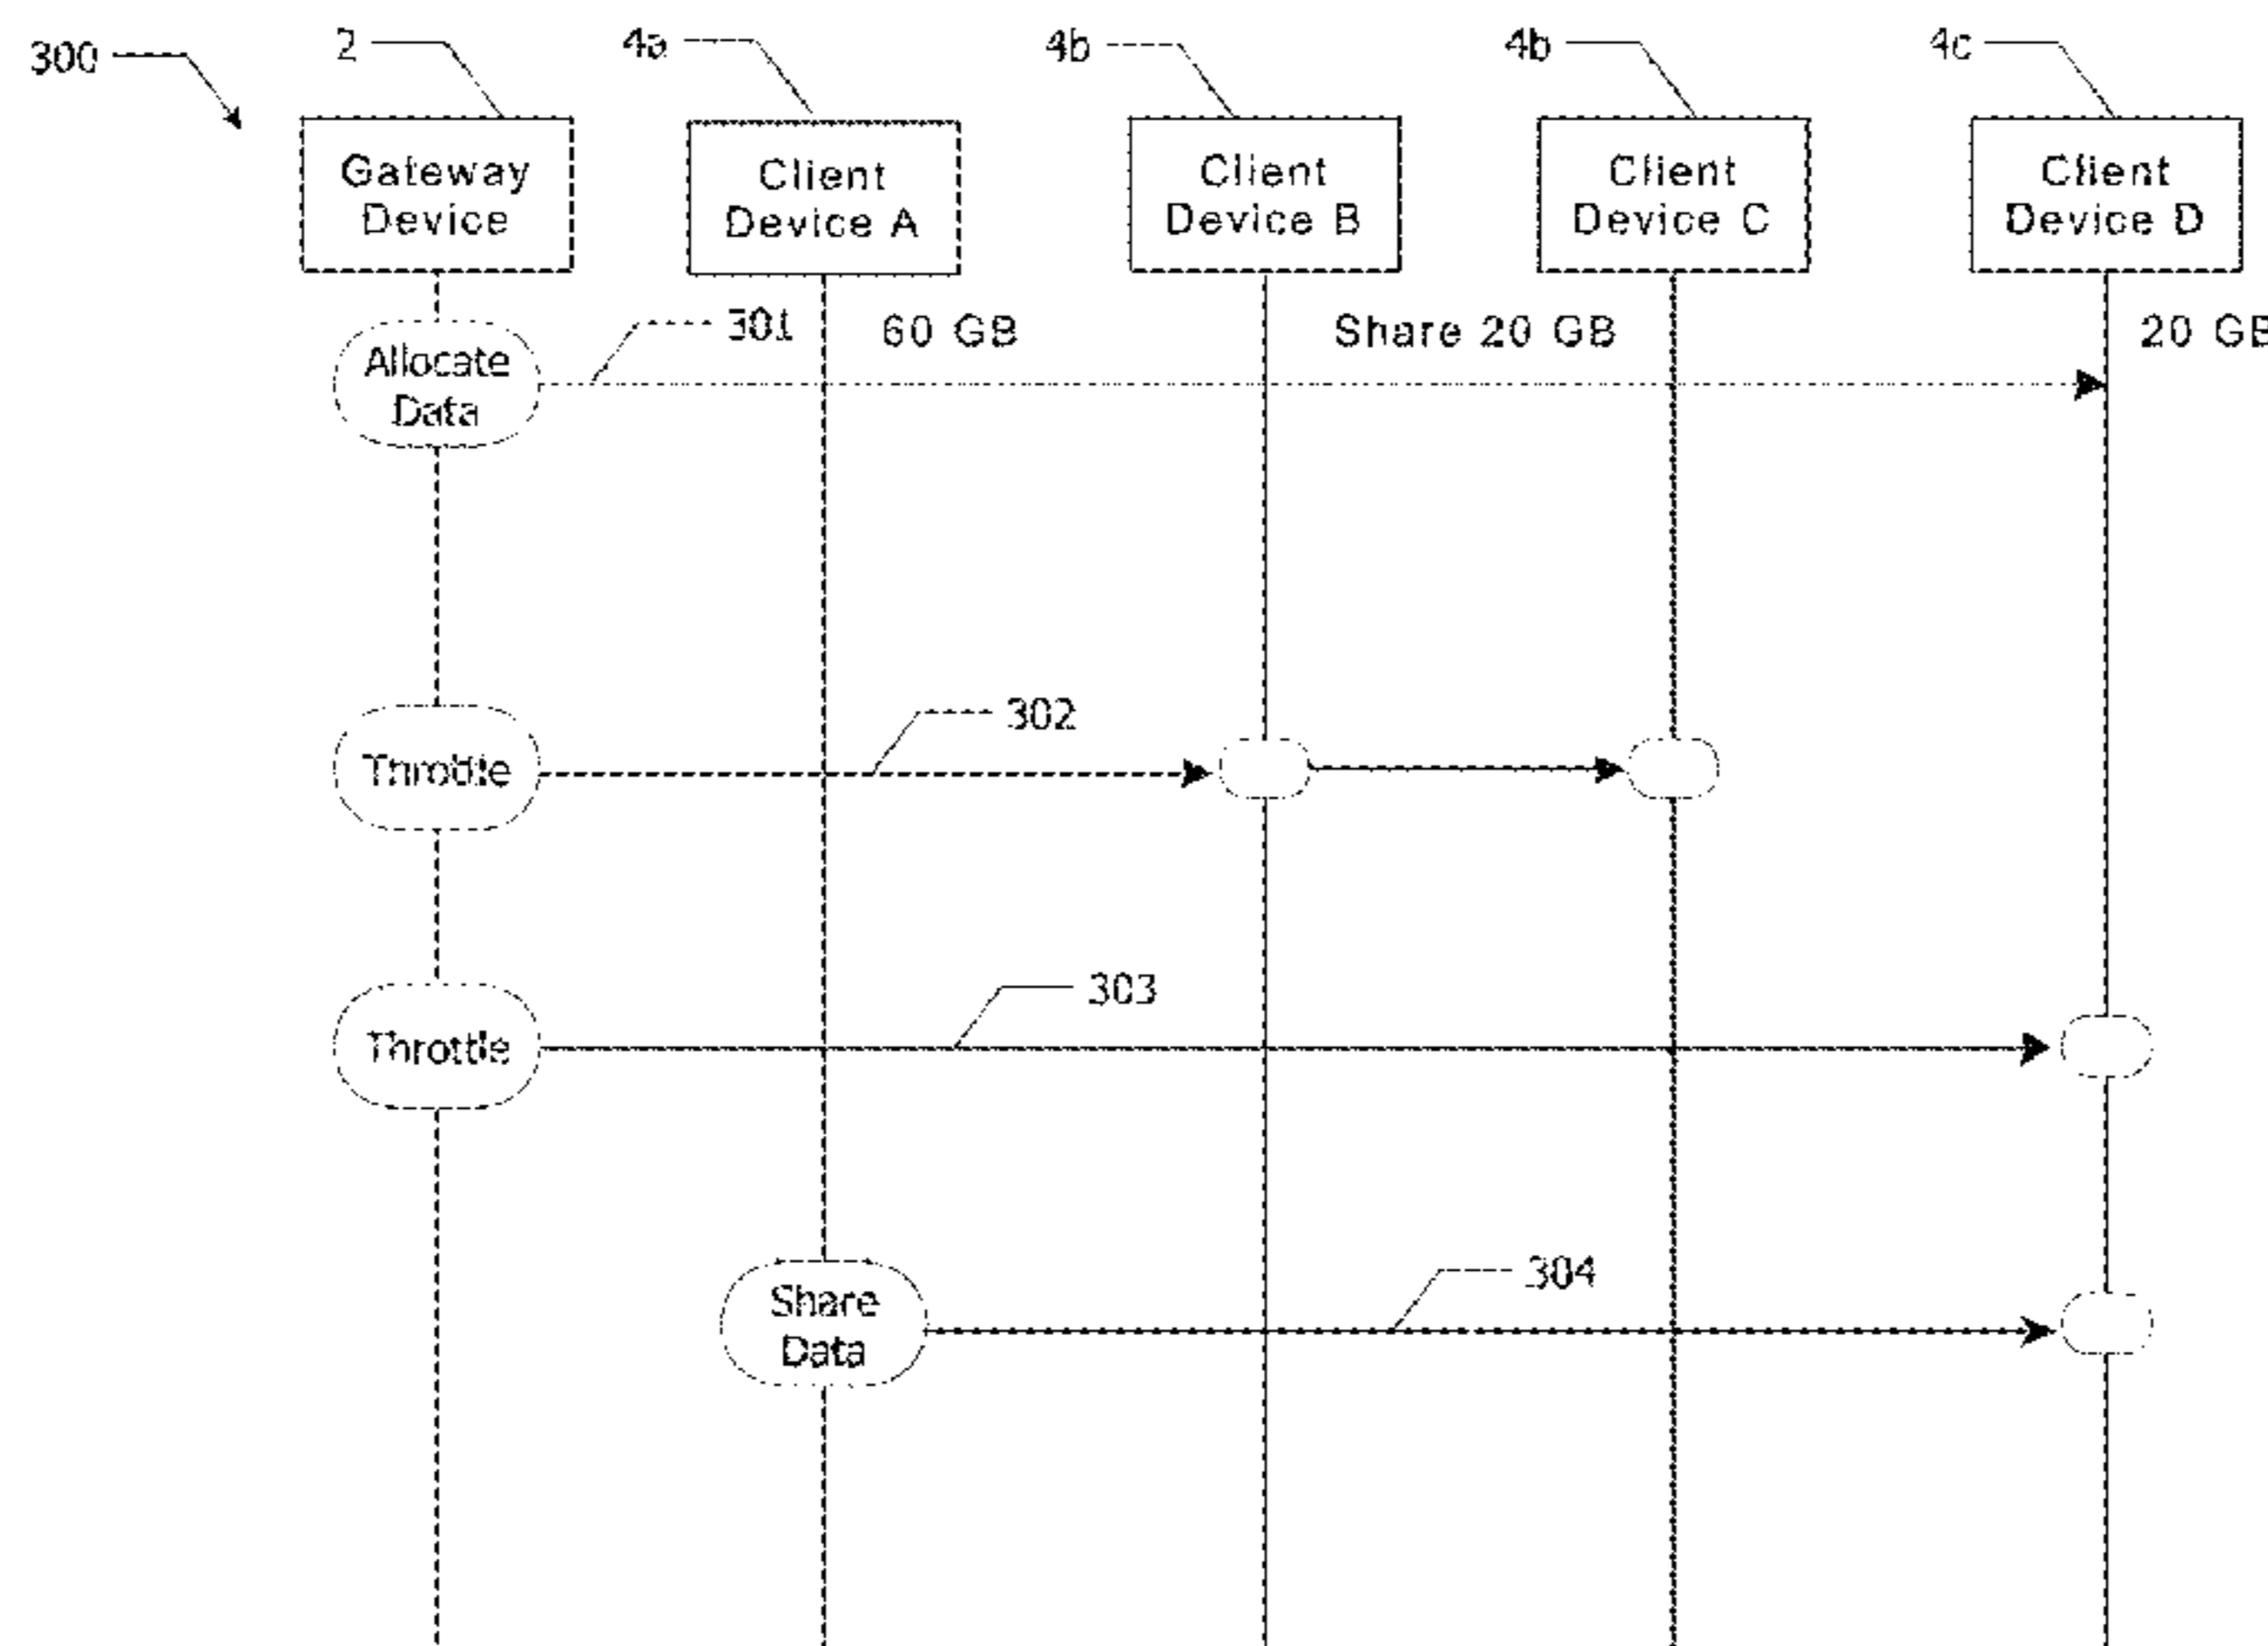 300
2
4a
4b
4b
4c
Gateway
Device
Client
Device A
Client
Device B
Client
Device C
Client
Device D
301
60 GB
Share 20 GB
20 GB
Allocate
Data
302
Throttle
303
Throttle
304
Share
Data